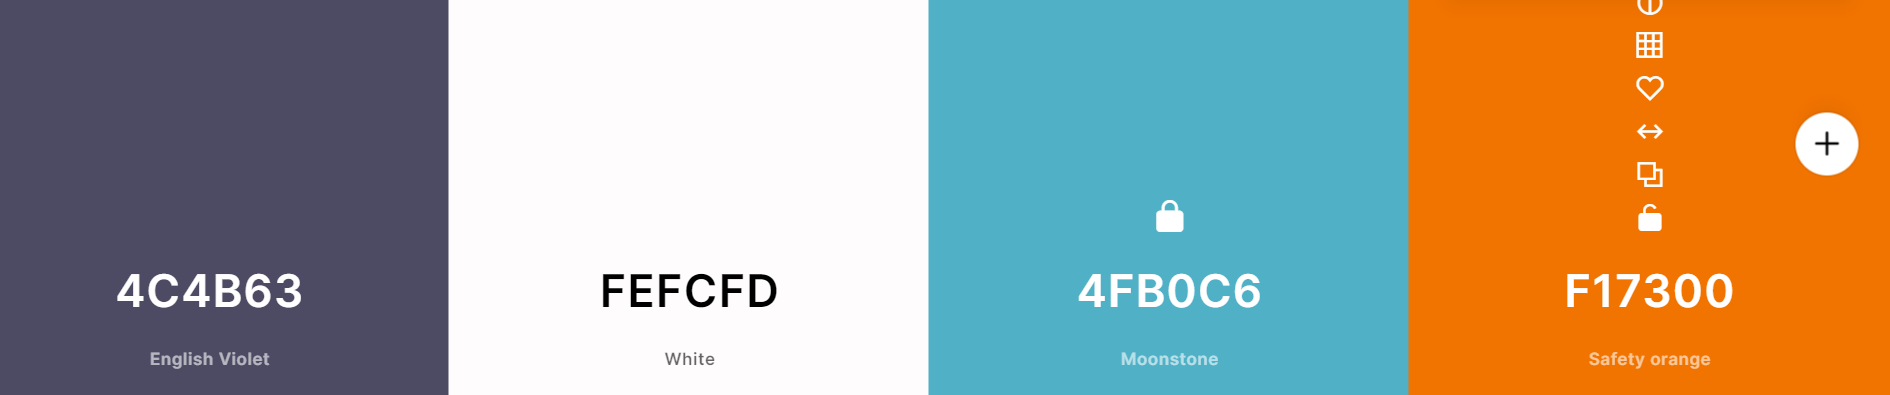 4C4B63
English Violet
FEFCFD
White
4FB0C6
Moonstone
F17300
Safety orange